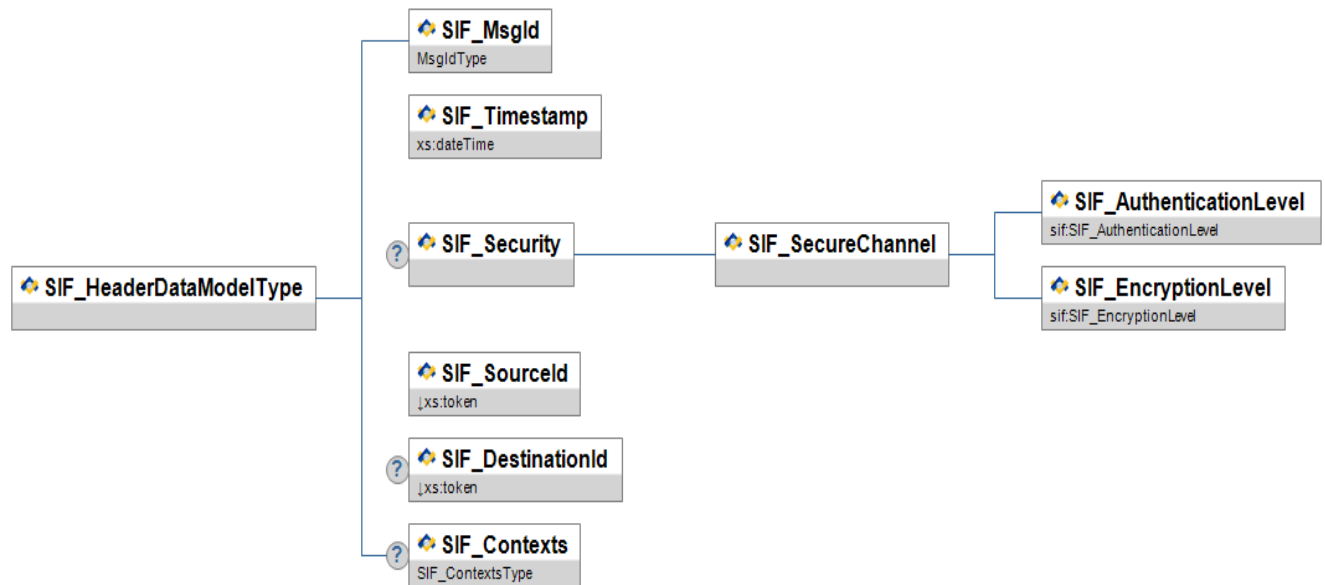 SIF_MsgId
MsgIdType
SIF_Timestamp
xs:dateTime
SIF_AuthenticationLevel
sif:SIF_AuthenticationLevel
? SIF_Security
SIF_SecureChannel
SIF_HeaderDataModelType
SIF_EncryptionLevel
sif:SIF_EncryptionLevel
SIF_SourceId
↓xs:token
? SIF_DestinationId
↓xs:token
? SIF_Contexts
SIF_ContextsType